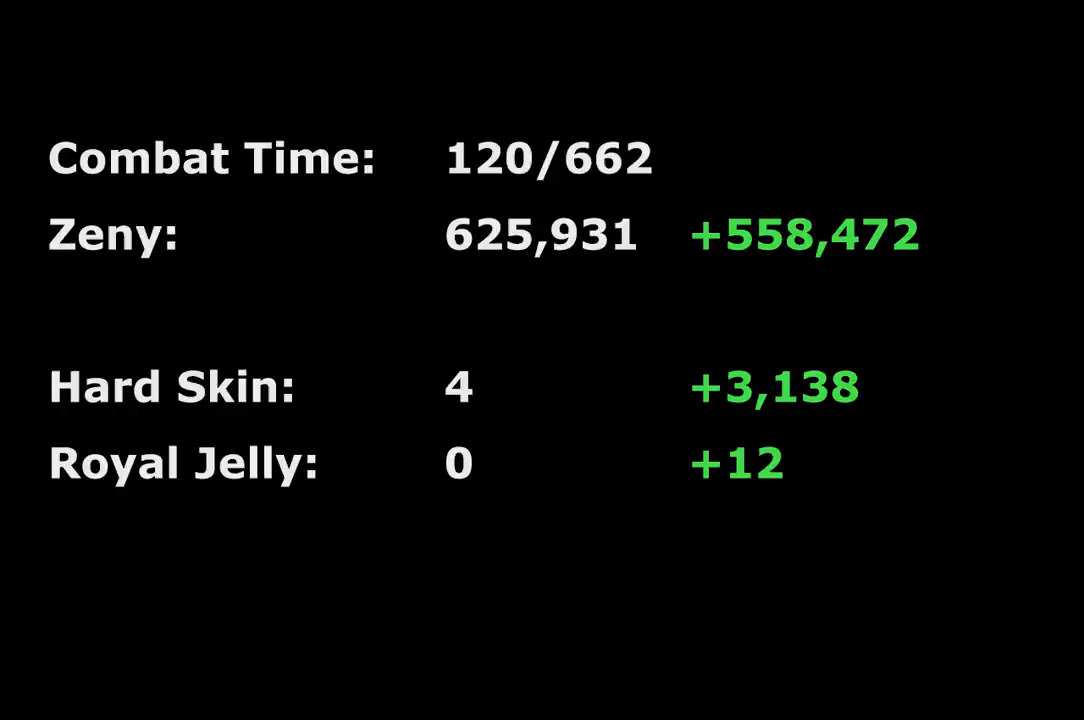 Combat Time: 120/662
Zeny: 625,931 +558,472
Hard Skin: 4 +3,138
Royal Jelly: 0 +12